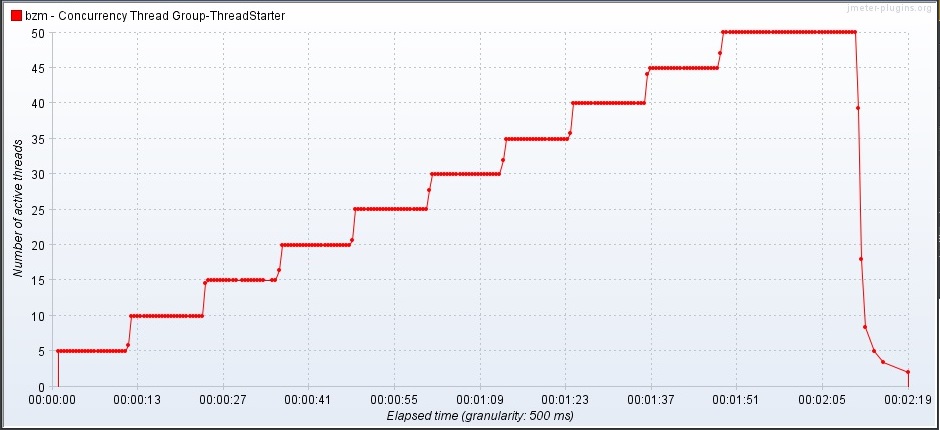 bzm - Concurrency Thread Group-ThreadStarter
jmeter-plugins.org
Number of active threads
50
45
40
35
30
25
20
15
10
5
0
00:00:00 00:00:13 00:00:27 00:00:41 00:00:55 00:01:09 00:01:23 00:01:37 00:01:51 00:02:05 00:02:19
Elapsed time (granularity: 500 ms)